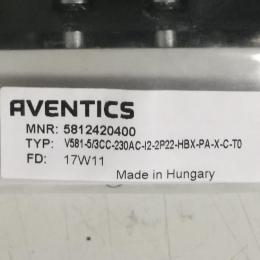 AVENTICS
MNR: 5812420400
TYP: V581-5/3CC-230AC-I2-2P22-HBX-PA-X-C-T0
FD: 17W11
Made in Hungary